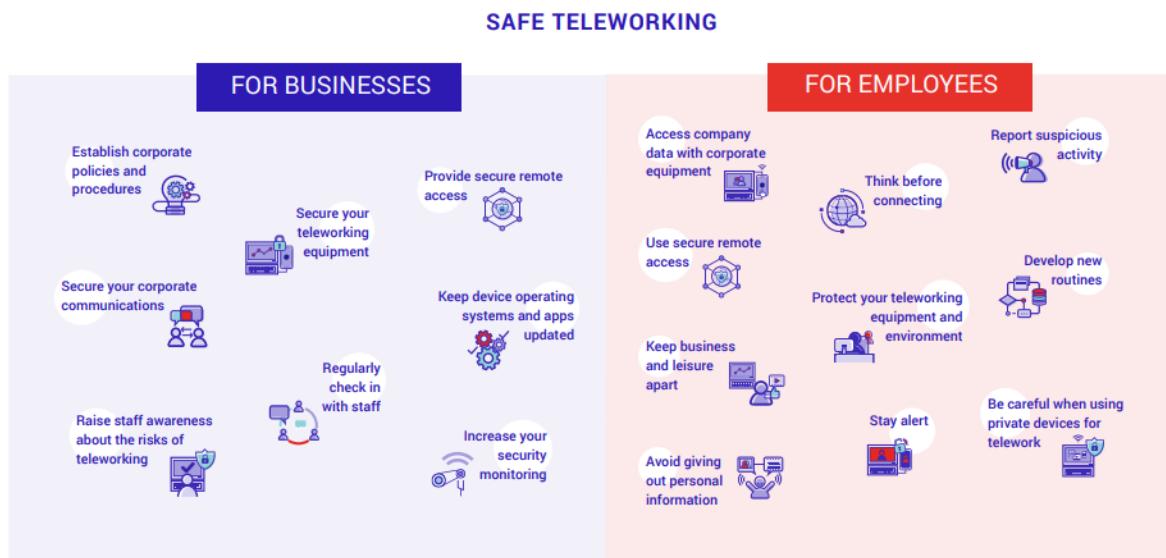 SAFE TELEWORKING
FOR BUSINESSES
Establish corporate
policies and
procedures
Provide secure remote
access
Secure your
teleworking
equipment
Secure your corporate
communications
Keep device operating
systems and apps
updated
Regularly
check in
with staff
Raise staff awareness
about the risks of
teleworking
Increase your
security
monitoring
FOR EMPLOYEES
Access company
data with corporate
equipment
Report suspicious
activity
Think before
connecting
Use secure remote
access
Develop new
routines
Protect your teleworking
equipment and
environment
Keep business
and leisure
apart
Stay alert
Be careful when using
private devices for
telework
Avoid giving
out personal
information